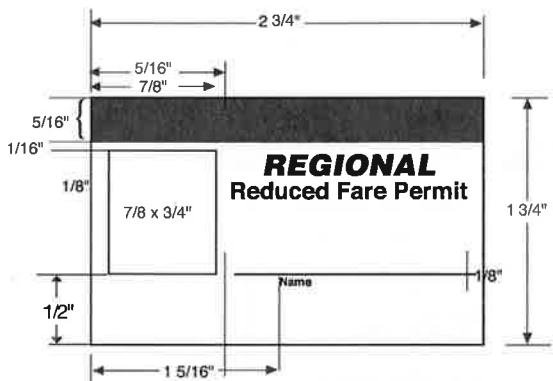 2 3/4"
5/16"
7/8"
5/16"
1/16"
REGIONAL
Reduced Fare Permit
1/8"
7/8 x 3/4"
1 3/4"
1/8"
Name
1/2"
1 5/16"